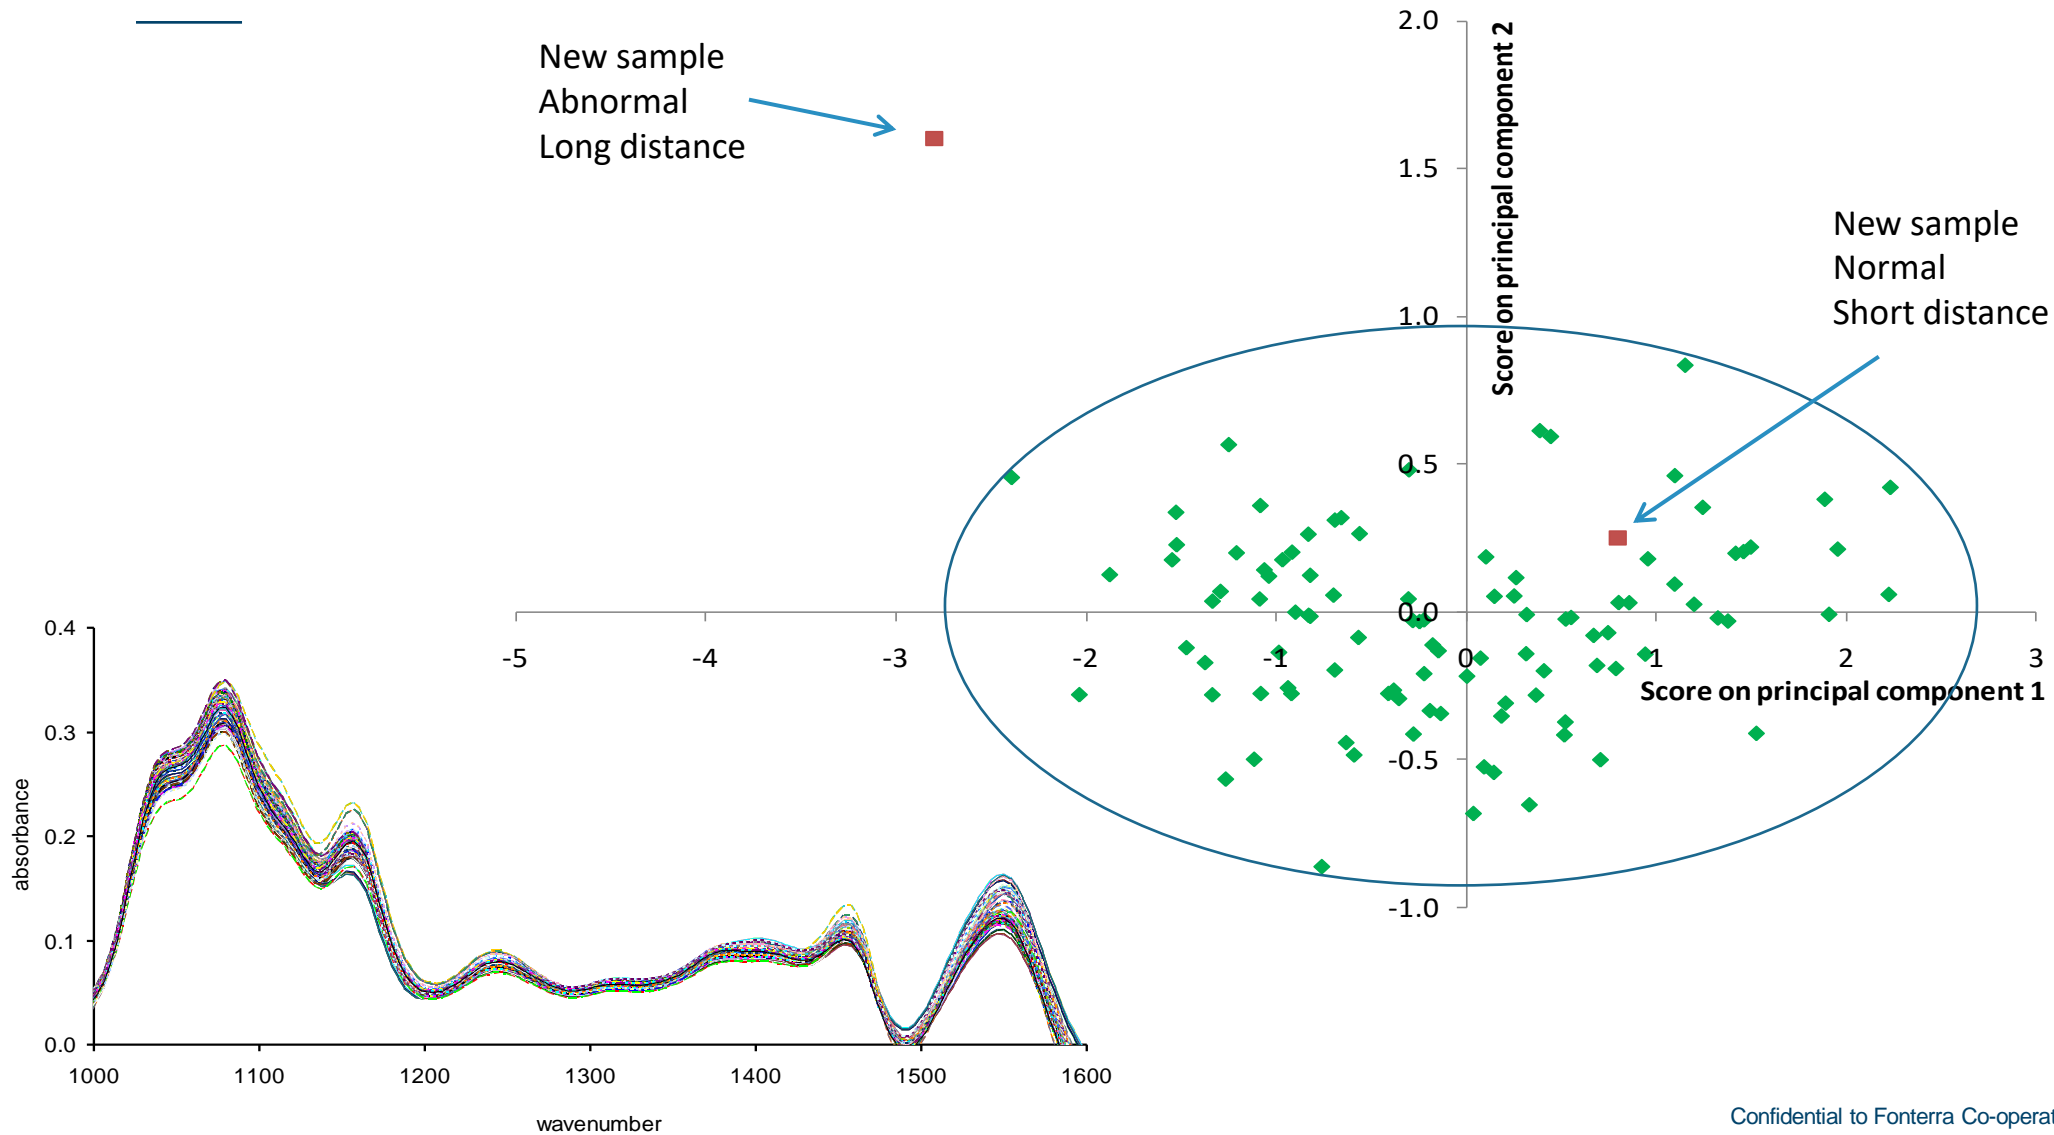 New sample
Abnormal
Long distance
2.0
1.5
1.0
0.5
0.0
-0.5
-1.0
Score on principal component 2
New sample
Normal
Short distance
-5
-4
-3
-2
-1
0
1
2
3
Score on principal component 1
0.4
0.3
0.2
0.1
0.0
absorbance
1000
1100
1200
1300
1400
1500
1600
wavenumber
Confidential to Fonterra Co-operat